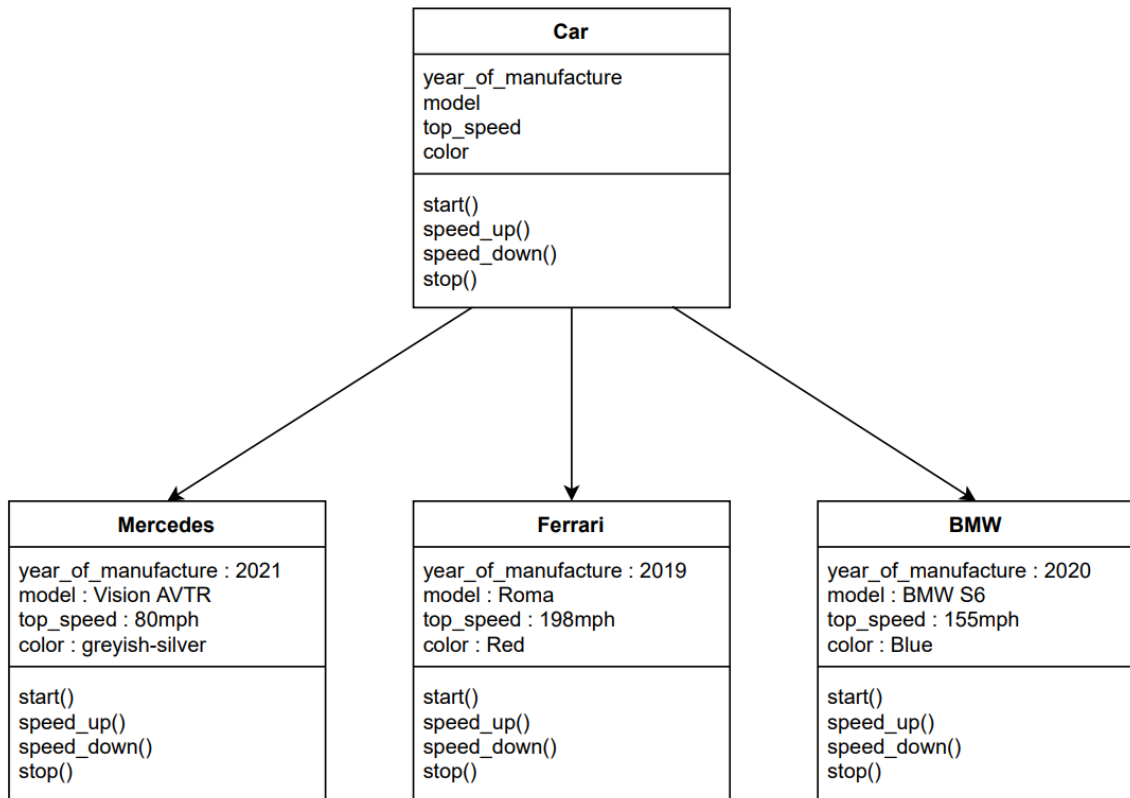 Car
year_of_manufacture
model
top_speed
color
start()
speed_up()
speed_down()
stop()
Mercedes
year_of_manufacture : 2021
model : Vision AVTR
top_speed : 80mph
color : greyish-silver
start()
speed_up()
speed_down()
stop()
Ferrari
year_of_manufacture : 2019
model : Roma
top_speed : 198mph
color : Red
start()
speed_up()
speed_down()
stop()
BMW
year_of_manufacture : 2020
model : BMW S6
top_speed : 155mph
color : Blue
start()
speed_up()
speed_down()
stop()